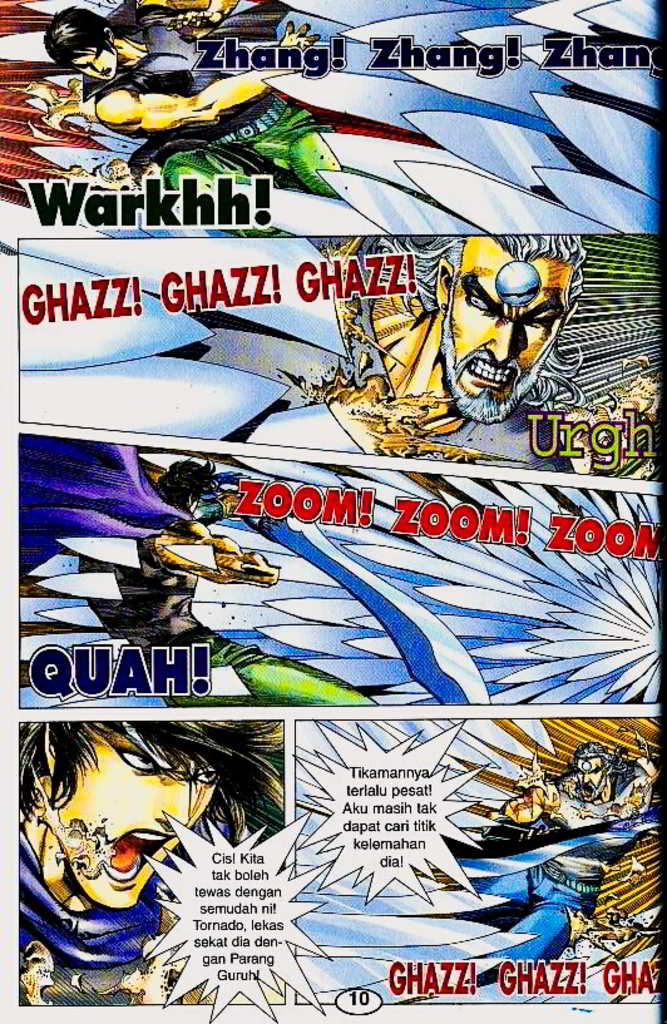 Zhang! Zhang! Zhang
Warkhh!
GHAZZ! GHAZZ! GHAZZ!
Urgh
ZOOM! ZOOM! ZOOM
QUAH!
Cis! Kita
tak boleh
tewas dengan
semudah ni!
Tornado, lekas
sekat dia den-
gan Parang
Guruh!
Tikamannya
terlalu pesat!
Aku masih tak
dapat cari titik
kelemahan
dia!
GHAZZ! GHAZZ! GHA
10